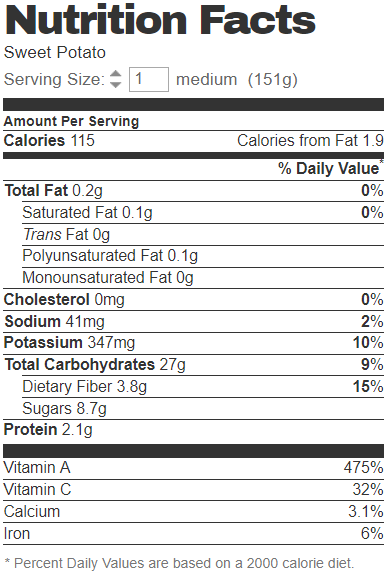 Nutrition Facts
Sweet Potato
Serving Size: 1 medium (151g)
Amount Per Serving
Calories 115 Calories from Fat 1.9
% Daily Value*
Total Fat 0.2g 0%
Saturated Fat 0.1g 0%
Trans Fat 0g
Polyunsaturated Fat 0.1g
Monounsaturated Fat 0g
Cholesterol 0mg 0%
Sodium 41mg 2%
Potassium 347mg 10%
Total Carbohydrates 27g 9%
Dietary Fiber 3.8g 15%
Sugars 8.7g
Protein 2.1g
Vitamin A 475%
Vitamin C 32%
Calcium 3.1%
Iron 6%
* Percent Daily Values are based on a 2000 calorie diet.